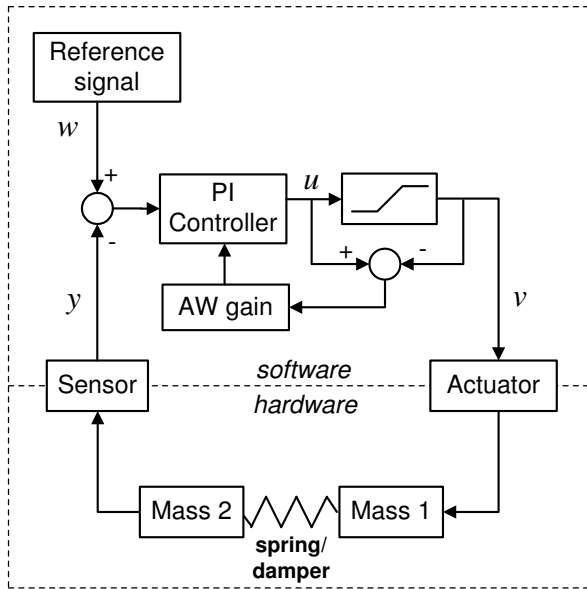 Reference
signal
w
+
-
PI
Controller
u
+
-
AW gain
y
v
Sensor
software
hardware
Actuator
Mass 2
Mass 1
spring/
damper